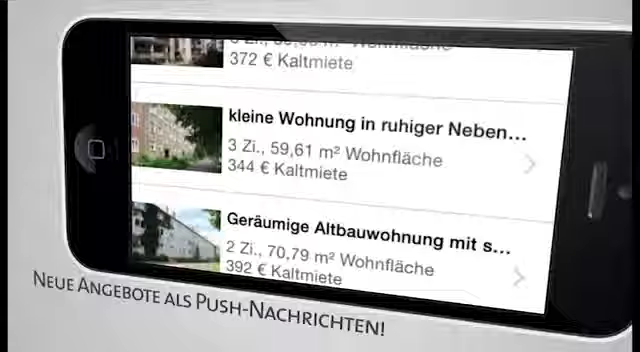 372 € Kaltmiete
kleine Wohnung in ruhiger Neben...
3 Zi., 59,61 m² Wohnfläche
344 € Kaltmiete
Geräumige Altbauwohnung mit s...
2 Zi., 70,79 m² Wohnfläche
392 € Kaltmiete
Neue Angebote als Push-Nachrichten!